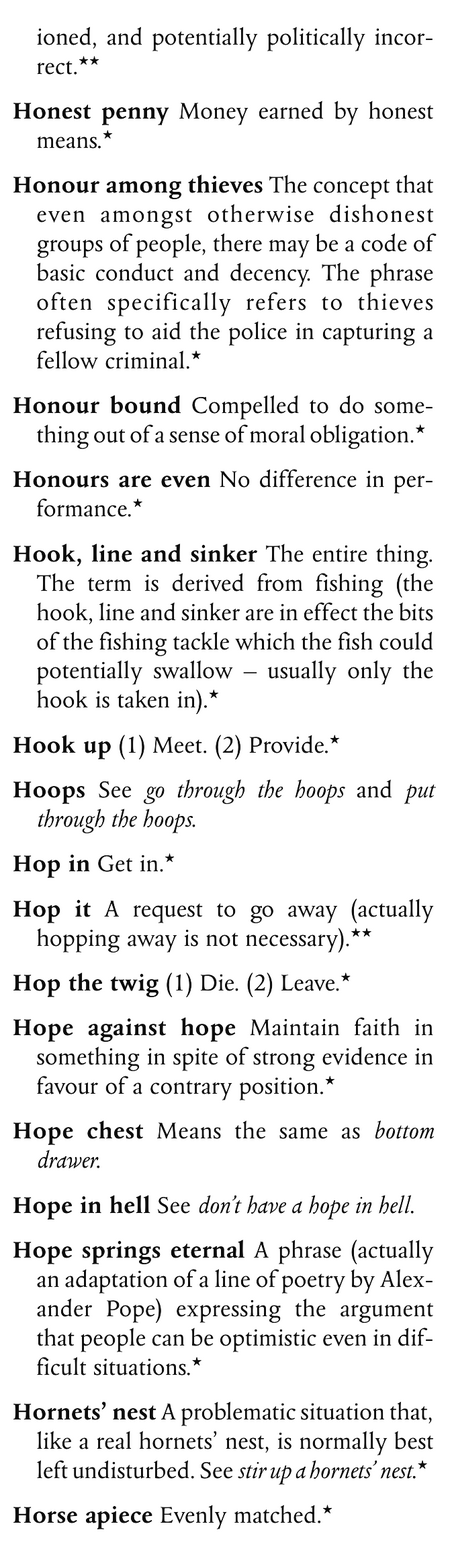 ioned, and potentially politically incor-
rect.★★
Honest penny Money earned by honest
means.★
Honour among thieves The concept that
even amongst otherwise dishonest
groups of people, there may be a code of
basic conduct and decency. The phrase
often specifically refers to thieves
refusing to aid the police in capturing a
fellow criminal.★
Honour bound Compelled to do some-
thing out of a sense of moral obligation.★
Honours are even No difference in per-
formance.★
Hook, line and sinker The entire thing.
The term is derived from fishing (the
hook, line and sinker are in effect the bits
of the fishing tackle which the fish could
potentially swallow – usually only the
hook is taken in).★
Hook up (1) Meet. (2) Provide.★
Hoops See go through the hoops and put
through the hoops.
Hop in Get in.★
Hop it A request to go away (actually
hopping away is not necessary).★★
Hop the twig (1) Die. (2) Leave.★
Hope against hope Maintain faith in
something in spite of strong evidence in
favour of a contrary position.★
Hope chest Means the same as bottom
drawer.
Hope in hell See don't have a hope in hell.
Hope springs eternal A phrase (actually
an adaptation of a line of poetry by Alex-
ander Pope) expressing the argument
that people can be optimistic even in dif-
ficult situations.★
Hornets' nest A problematic situation that,
like a real hornets' nest, is normally best
left undisturbed. See stir up a hornets' nest.★
Horse apiece Evenly matched.★